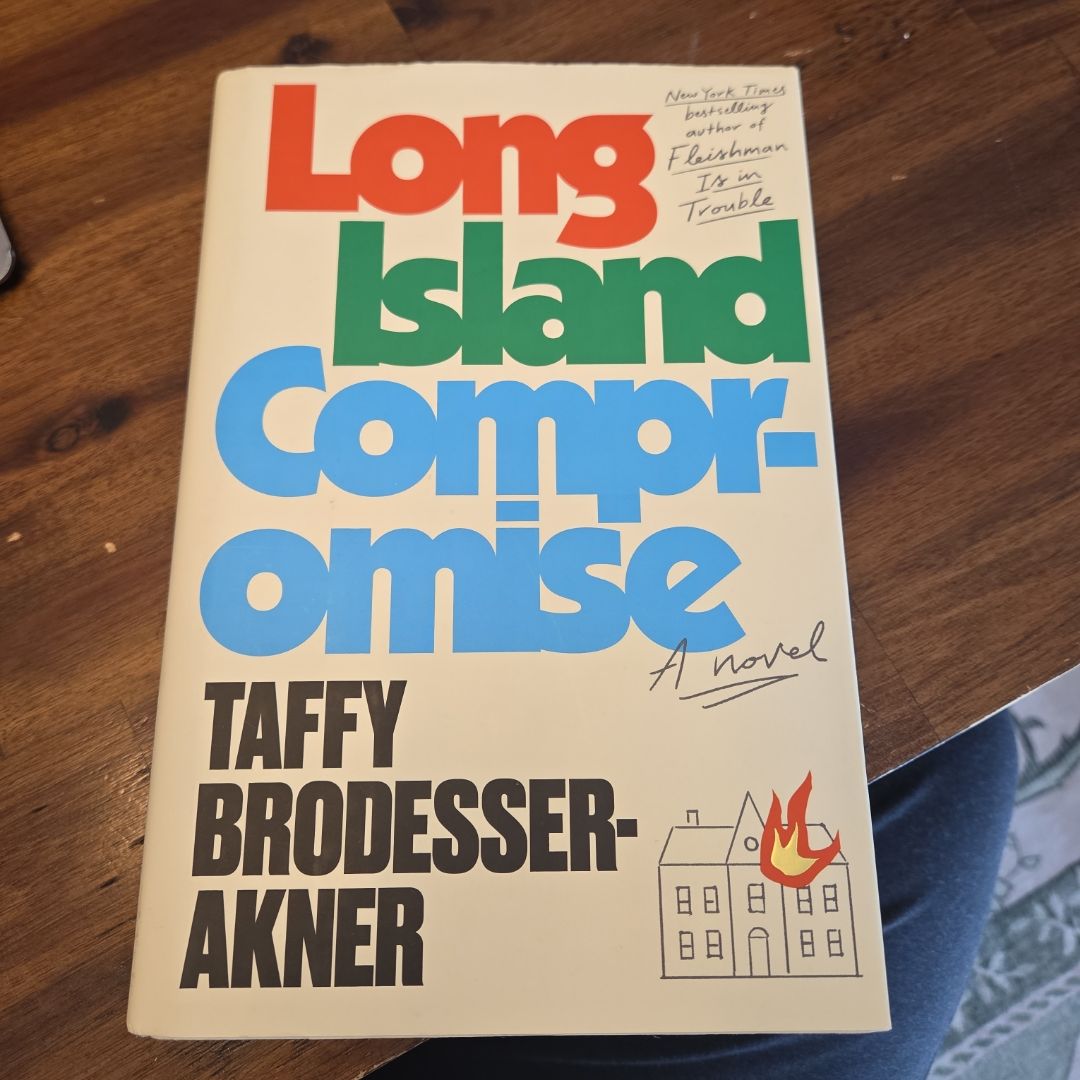 Long
Island
Compr-
omise
New York Times
bestselling
author of
Fleishman
Is in
Trouble
A novel
TAFFY
BRODESSER-
AKNER